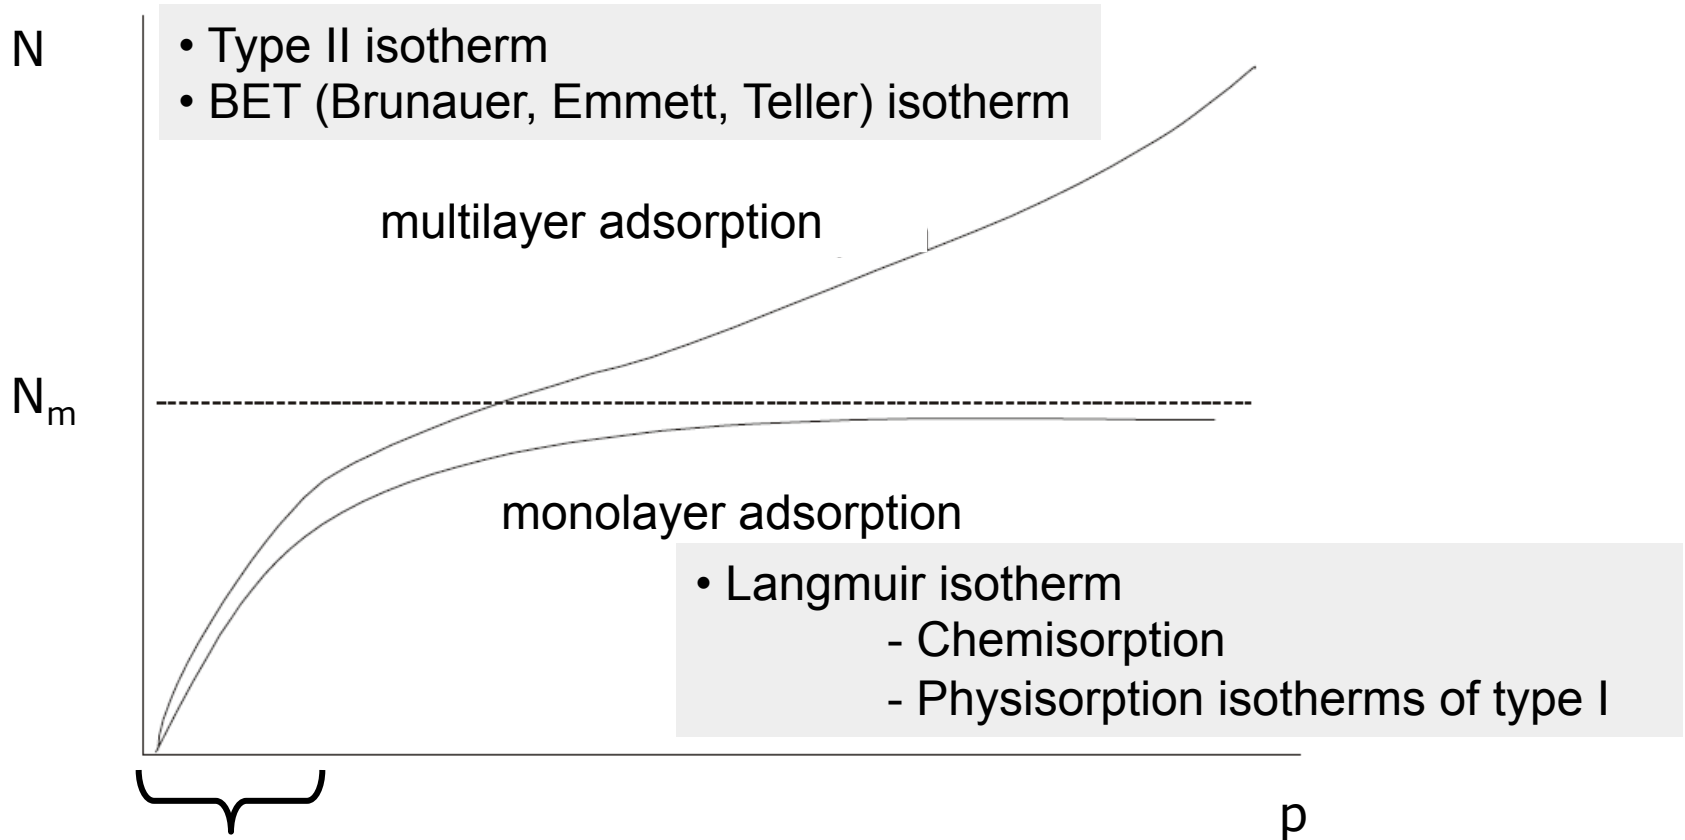 N
• Type II isotherm
• BET (Brunauer, Emmett, Teller) isotherm
multilayer adsorption
Nₘ
monolayer adsorption
• Langmuir isotherm
- Chemisorption
- Physisorption isotherms of type I
p